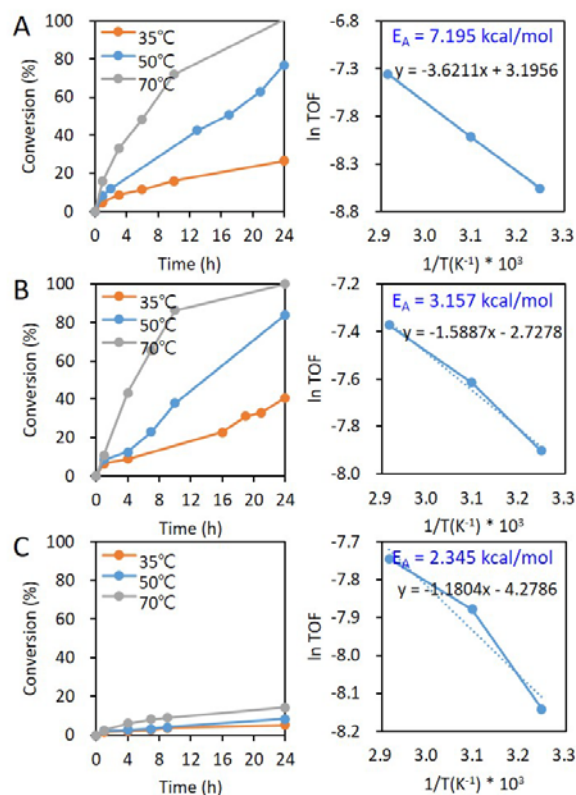 A
Conversion (%)
100
80
60
40
20
0
35℃
50℃
70℃
0 4 8 12 16 20 24
Time (h)
ln TOF
-6.8
-7.3
-7.8
-8.3
-8.8
E_A = 7.195 kcal/mol
y = -3.6211x + 3.1956
2.9 3.0 3.1 3.2 3.3
1/T(K⁻¹) * 10³
B
Conversion (%)
100
80
60
40
20
0
35℃
50℃
70℃
0 4 8 12 16 20 24
Time (h)
ln TOF
-7.2
-7.4
-7.6
-7.8
-8.0
E_A = 3.157 kcal/mol
y = -1.5887x - 2.7278
2.9 3.0 3.1 3.2 3.3
1/T(K⁻¹) * 10³
C
Conversion (%)
100
80
60
40
20
0
35℃
50℃
70℃
0 4 8 12 16 20 24
Time (h)
ln TOF
-7.7
-7.8
-7.9
-8.0
-8.1
-8.2
E_A = 2.345 kcal/mol
y = -1.1804x - 4.2786
2.9 3.0 3.1 3.2 3.3
1/T(K⁻¹) * 10³